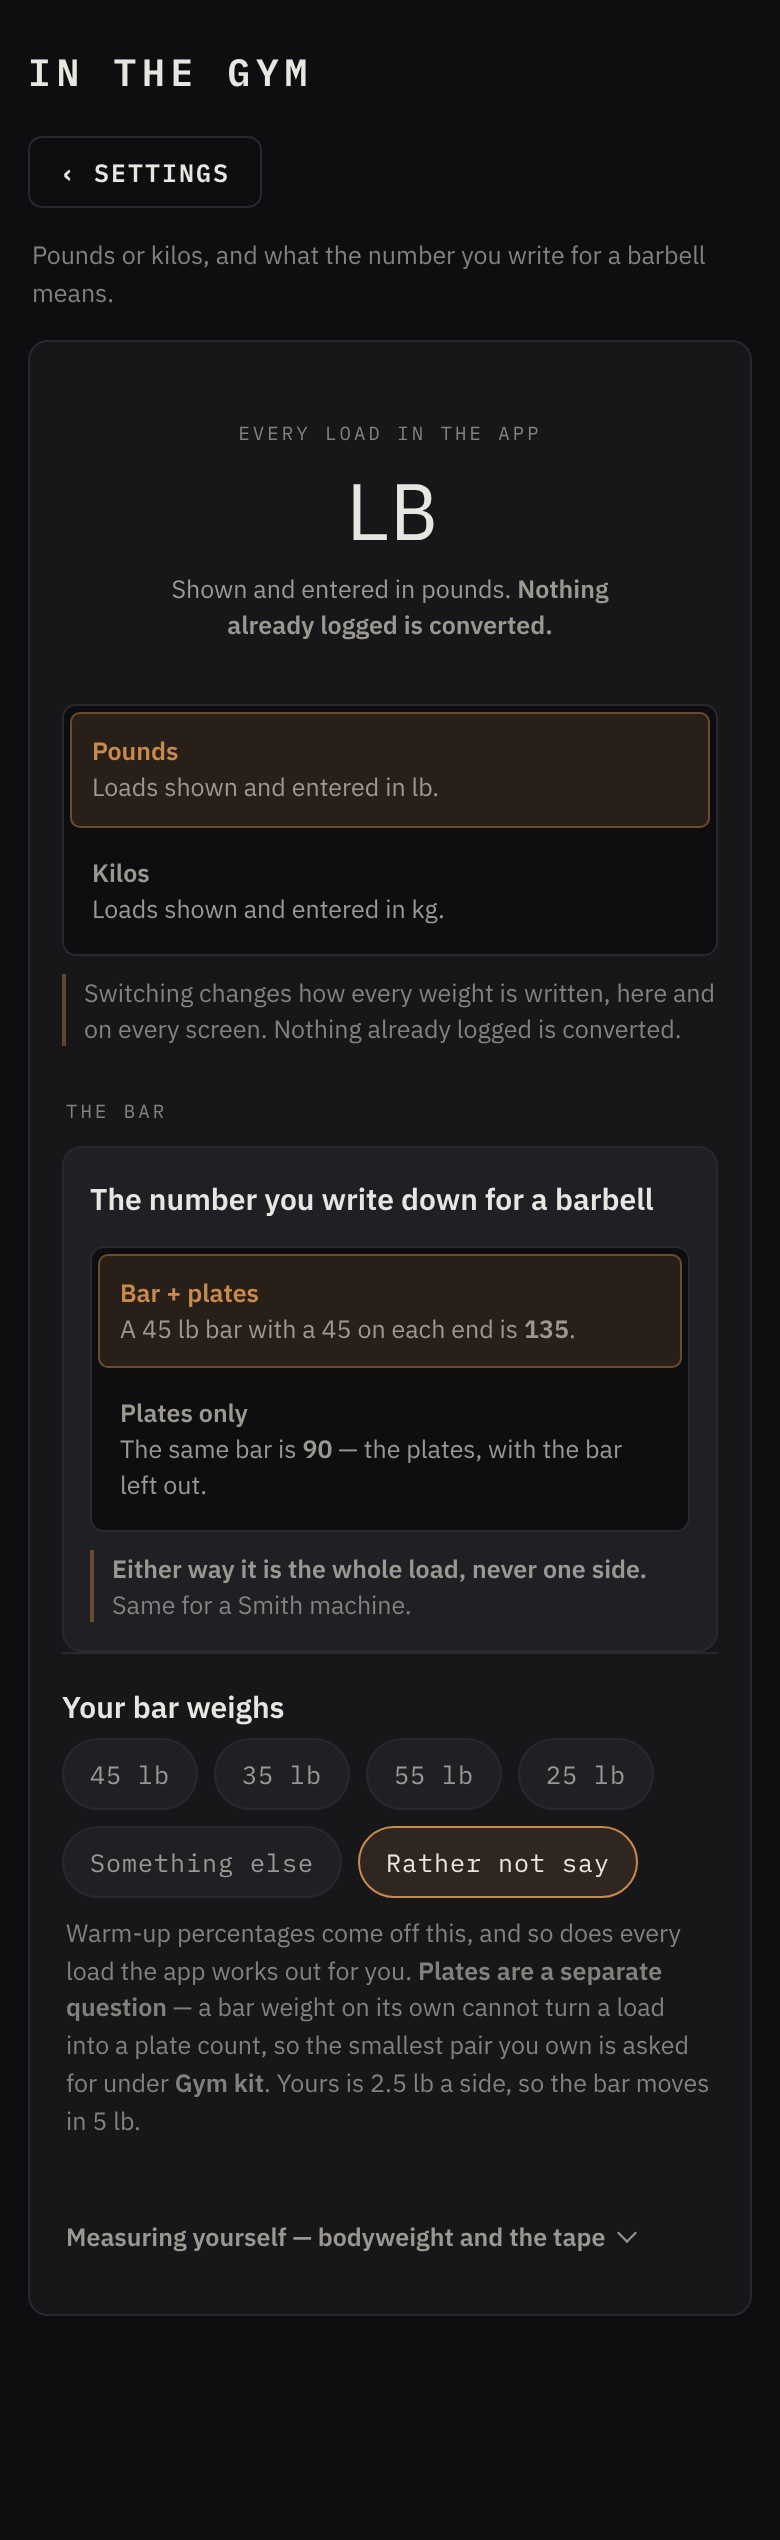 IN THE GYM
‹ SETTINGS
Pounds or kilos, and what the number you write for a barbell
means.
EVERY LOAD IN THE APP
LB
Shown and entered in pounds. Nothing
already logged is converted.
Pounds
Loads shown and entered in lb.
Kilos
Loads shown and entered in kg.
Switching changes how every weight is written, here and
on every screen. Nothing already logged is converted.
THE BAR
The number you write down for a barbell
Bar + plates
A 45 lb bar with a 45 on each end is 135.
Plates only
The same bar is 90 — the plates, with the bar
left out.
Either way it is the whole load, never one side.
Same for a Smith machine.
Your bar weighs
45 lb 35 lb 55 lb 25 lb
Something else Rather not say
Warm-up percentages come off this, and so does every
load the app works out for you. Plates are a separate
question — a bar weight on its own cannot turn a load
into a plate count, so the smallest pair you own is asked
for under Gym kit. Yours is 2.5 lb a side, so the bar moves
in 5 lb.
Measuring yourself — bodyweight and the tape